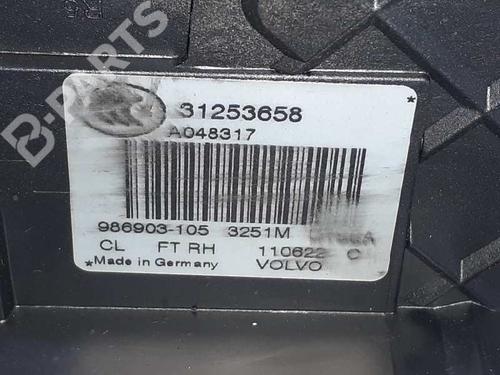 B-PARTS
31253658
A048317
986903-105 3251M
CL FT RH 110622 C
*Made in Germany VOLVO